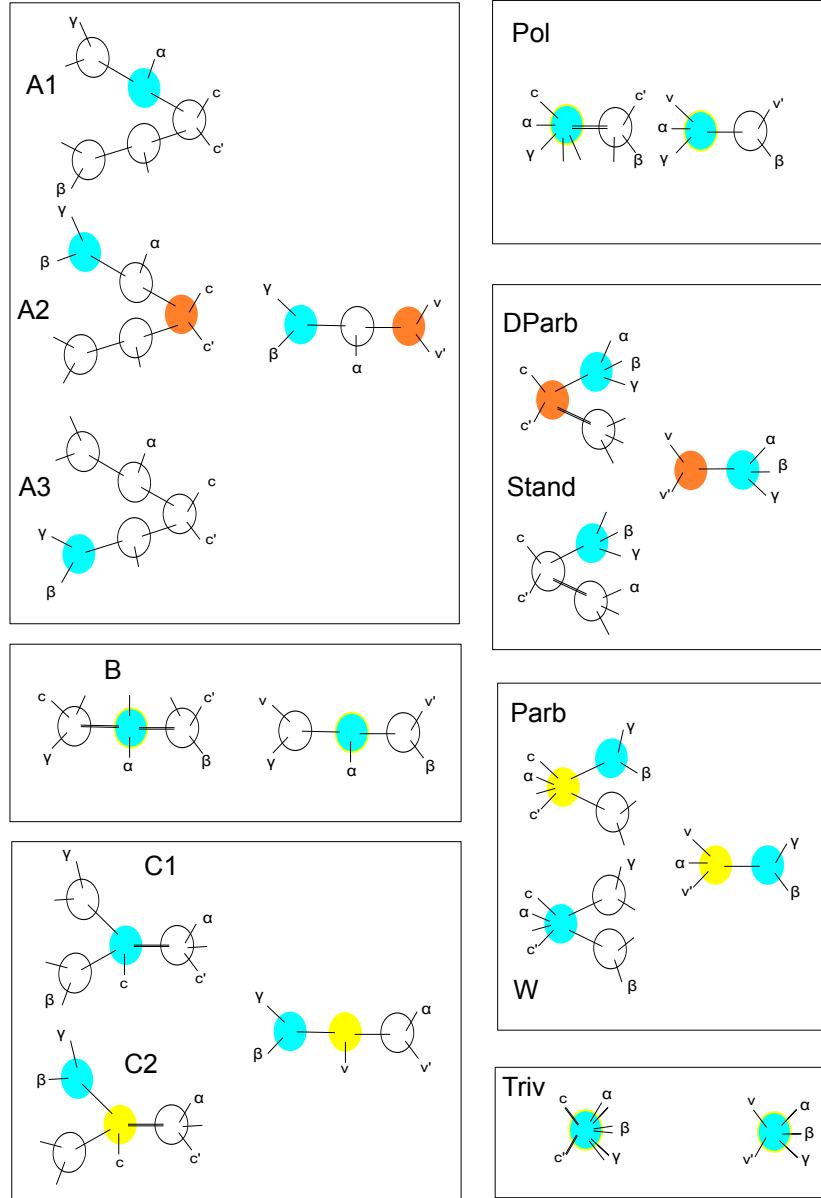 γ
α
A1
c
c'
β
γ
α
β
A2
c
c'
γ
v
β
α
v'
α
A3
c
γ
c'
β
B
c
c'
γ
α
β
v
v'
γ
α
β
C1
γ
α
c
c'
β
C2
γ
β
α
c
c'
γ
α
β
v
v'
Pol
c
c'
α
γ
β
v
v'
α
γ
β
DParb
α
c
β
γ
c'
v
α
β
v'
γ
Stand
c
β
γ
c'
α
Parb
γ
c
α
β
c'
v
γ
α
v'
β
γ
c
α
c'
β
W
Triv
c
α
β
c'
γ
v
α
β
v'
γ